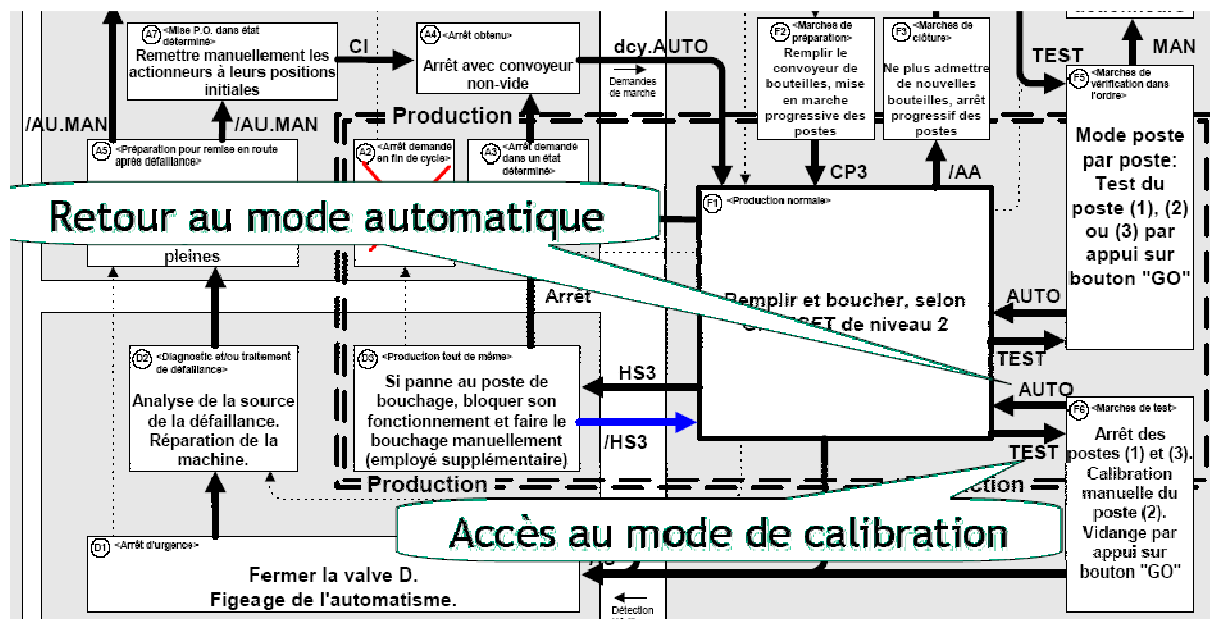 A7 <Mise P.O. dans état
déterminé>
Remettre manuellement les
actionneurs à leurs positions
initiales
CI
A4 <Arrêt obtenu>
Arrêt avec convoyeur
non-vide
dcy.AUTO
Demandes
de marche
F2 <Marches de
préparation>
Remplir le
convoyeur de
bouteilles, mise
en marche
progressive des
postes
F3 <Marches de
clôture>
Ne plus admettre
de nouvelles
bouteilles, arrêt
progressif des
postes
TEST
MAN
F5 <Marches de
vérification dans
l'ordre>
Mode poste
par poste:
Test du
poste (1), (2)
ou (3) par
appui sur
bouton "GO"
/AU.MAN
/AU.MAN
Production
A5 <Préparation pour remise en route
après défaillance>
pleines
A2 <Arrêt demandé
en fin de cycle>
A3 <Arrêt demandé
dans un état
déterminé>
CP3
/AA
Retour au mode automatique
F1 <Production normale>
Remplir et boucher, selon
de niveau 2
Arrêt
AUTO
TEST
D2 <Diagnostic et/ou traitement
de défaillance>
Analyse de la source
de la défaillance.
Réparation de la
machine.
D3 <Production tout de même>
Si panne au poste de
bouchage, bloquer son
fonctionnement et faire le
bouchage manuellement
(employé supplémentaire)
HS3
/HS3
AUTO
TEST
F6 <Marches de test>
Arrêt des
postes (1) et (3).
Calibration
manuelle du
poste (2).
Vidange par
appui sur
bouton "GO"
Production
Accès au mode de calibration
D1 <Arrêt d'urgence>
Fermer la valve D.
Figeage de l'automatisme.
Détection